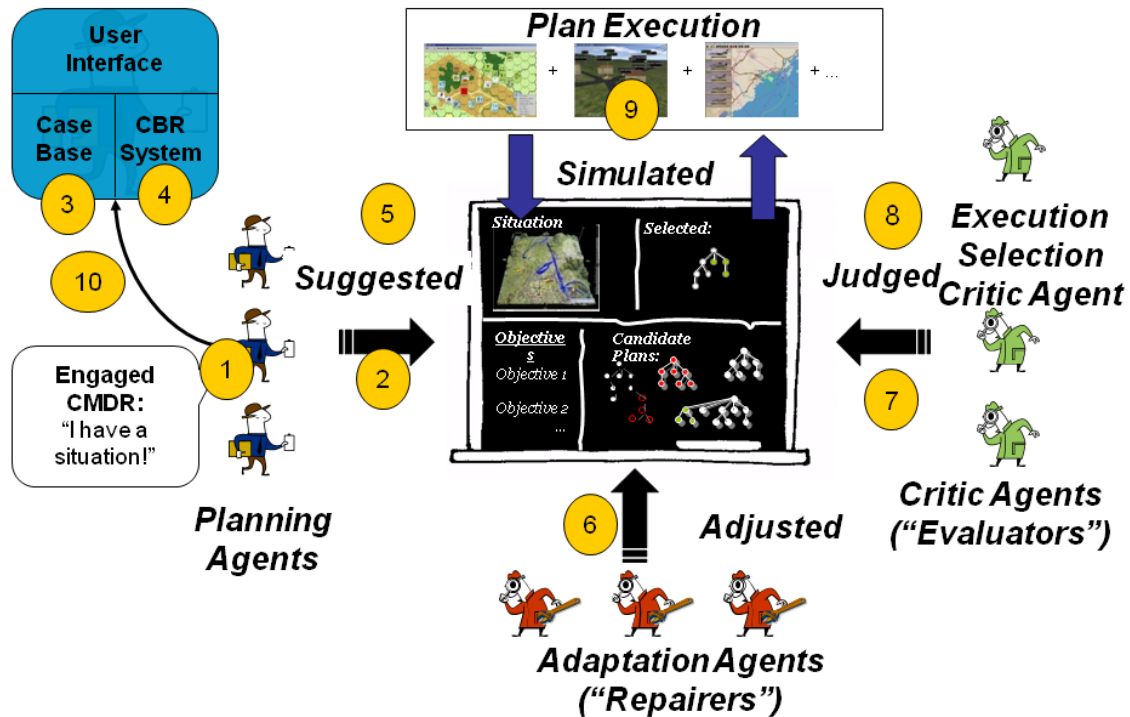 Plan Execution
+
+
+ ...
9
User
Interface
Case
Base
CBR
System
3
4
10
Engaged
CMDR:
“I have a
situation!”
1
Planning
Agents
5
Suggested
2
Simulated
Situation
Selected:
Objective
s
Objective 1
Objective 2
...
Candidate
Plans:
8
Judged
7
Execution
Selection
Critic Agent
Critic Agents
(“Evaluators”)
6
Adjusted
Adaptation Agents
(“Repairers”)